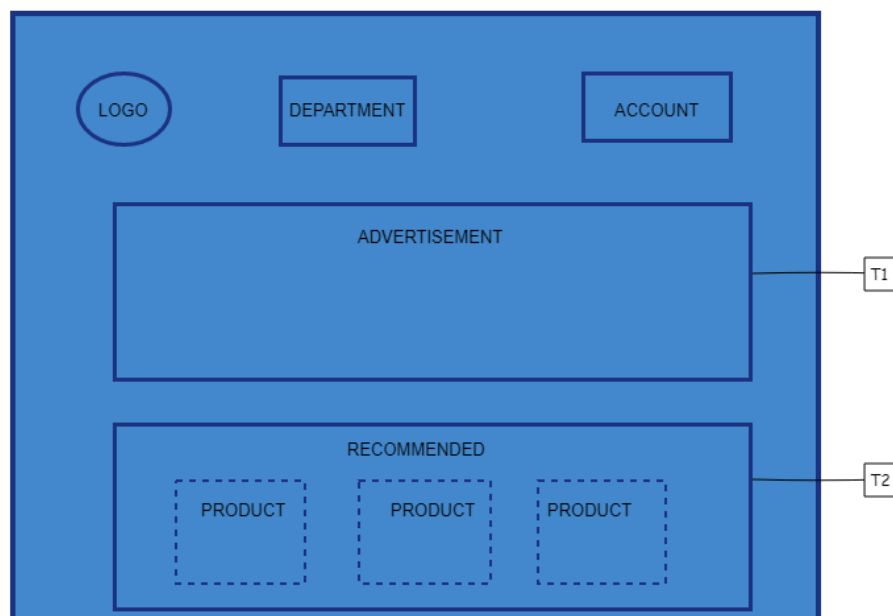 LOGO
DEPARTMENT
ACCOUNT
ADVERTISEMENT
T1
RECOMMENDED
T2
PRODUCT
PRODUCT
PRODUCT